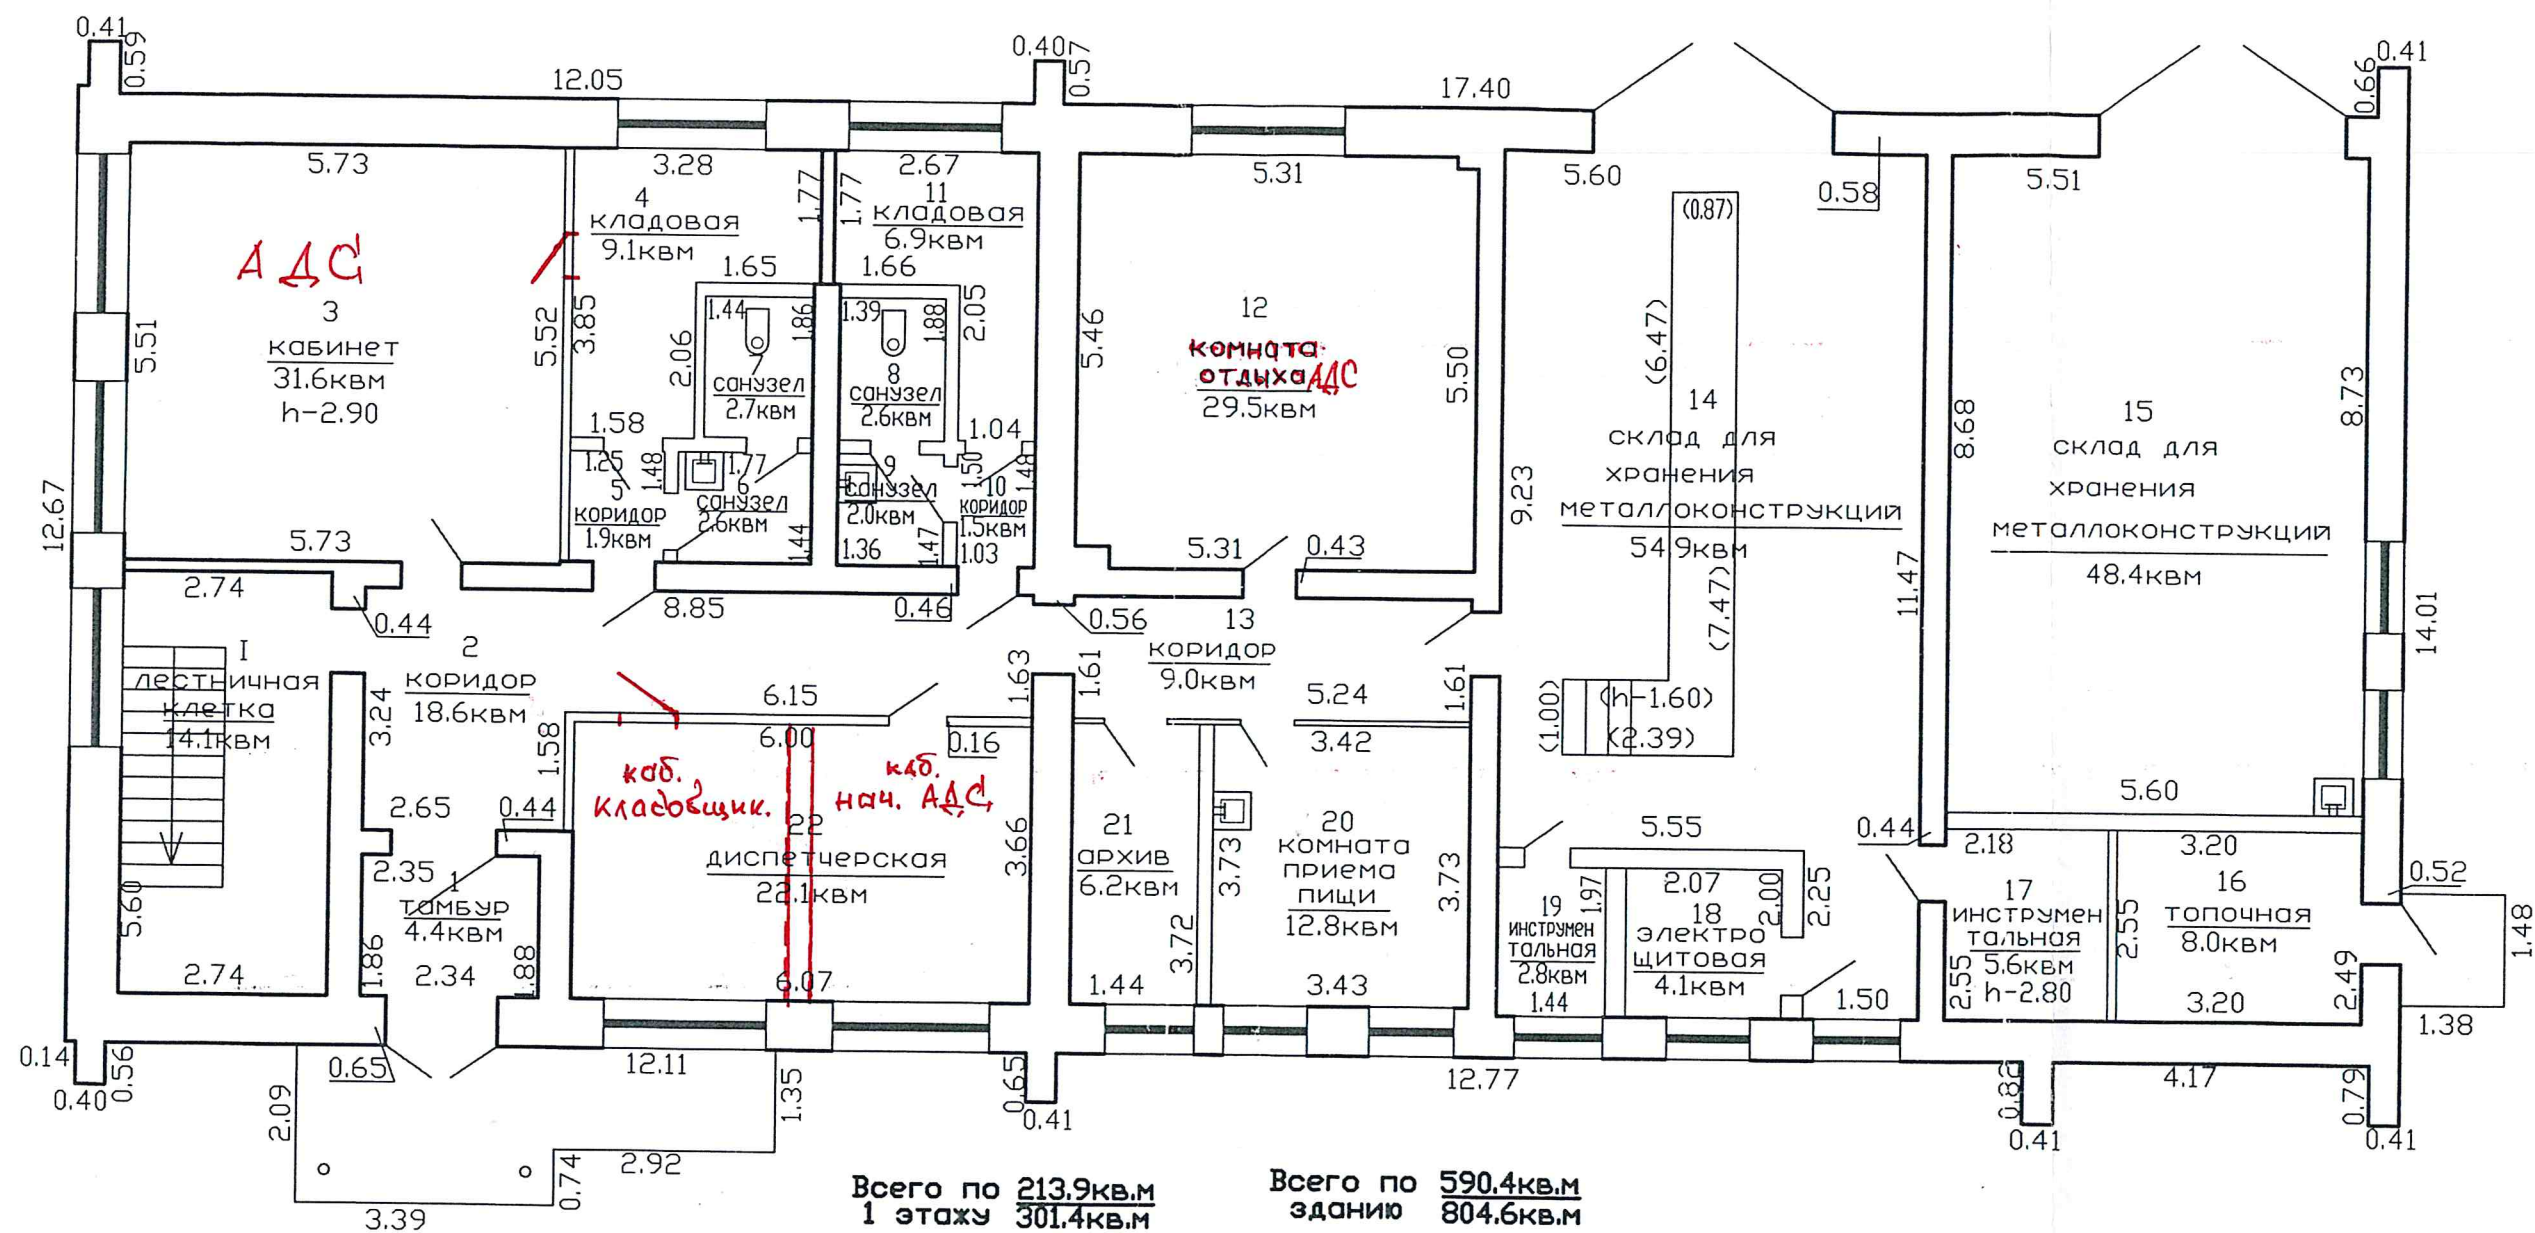 0.41
0.59
12.05
0.40
0.57
17.40
0.41
0.66
5.73
3.28
1.77
1.77
2.67
5.31
5.60
0.58
5.51
АДС
3
кабинет
31.6квм
h-2.90
5.51
5.52
5.73
12.67
4
кладовая
9.1квм
3.85
1.65
2.06
1.44
1.86
7
санузел
2.7квм
1.58
1.25
1.48
5
коридор
1.9квм
1.77
6
санузел
2.6квм
1.44
11
кладовая
6.9квм
1.66
2.05
1.39
1.88
8
санузел
2.6квм
1.04
9
санузел
2.0квм
1.36
1.47
1.50
1.48
10
коридор
1.5квм
1.03
12
комната
отдыха АДС
29.5квм
5.46
5.50
5.31
0.43
(0.87)
(6.47)
14
склад для
хранения
металлоконструкций
54.9квм
9.23
(7.47)
11.47
(1.00)
(h-1.60)
(2.39)
15
склад для
хранения
металлоконструкций
48.4квм
8.68
8.73
14.01
5.60
2.74
0.44
8.85
0.46
0.56
I
лестничная
клетка
14.1квм
5.60
2.74
2
коридор
18.6квм
3.24
2.65
0.44
1.58
6.15
1.63
1.61
13
коридор
9.0квм
5.24
1.61
6.00
0.16
3.42
каб.
кладовщик.
каб.
нач. АДС
22
диспетчерская
22.1квм
3.66
6.07
2.35
1
тамбур
4.4квм
1.86
2.34
1.88
21
архив
6.2квм
1.44
3.72
3.73
20
комната
приема
пищи
12.8квм
3.73
3.43
5.55
0.44
1.97
19
инструмен
тальная
2.8квм
1.44
2.07
2.00
2.25
18
электро
щитовая
4.1квм
1.50
2.18
17
инструмен
тальная
5.6квм
h-2.80
2.55
2.55
3.20
16
топочная
8.0квм
3.20
2.49
0.52
1.48
1.38
0.14
0.56
0.40
0.65
12.11
0.65
0.41
12.77
0.82
0.41
4.17
0.79
0.41
2.09
1.35
2.92
0.74
3.39
Всего по 213.9кв.м
1 этажу 301.4кв.м
Всего по 590.4кв.м
зданию 804.6кв.м